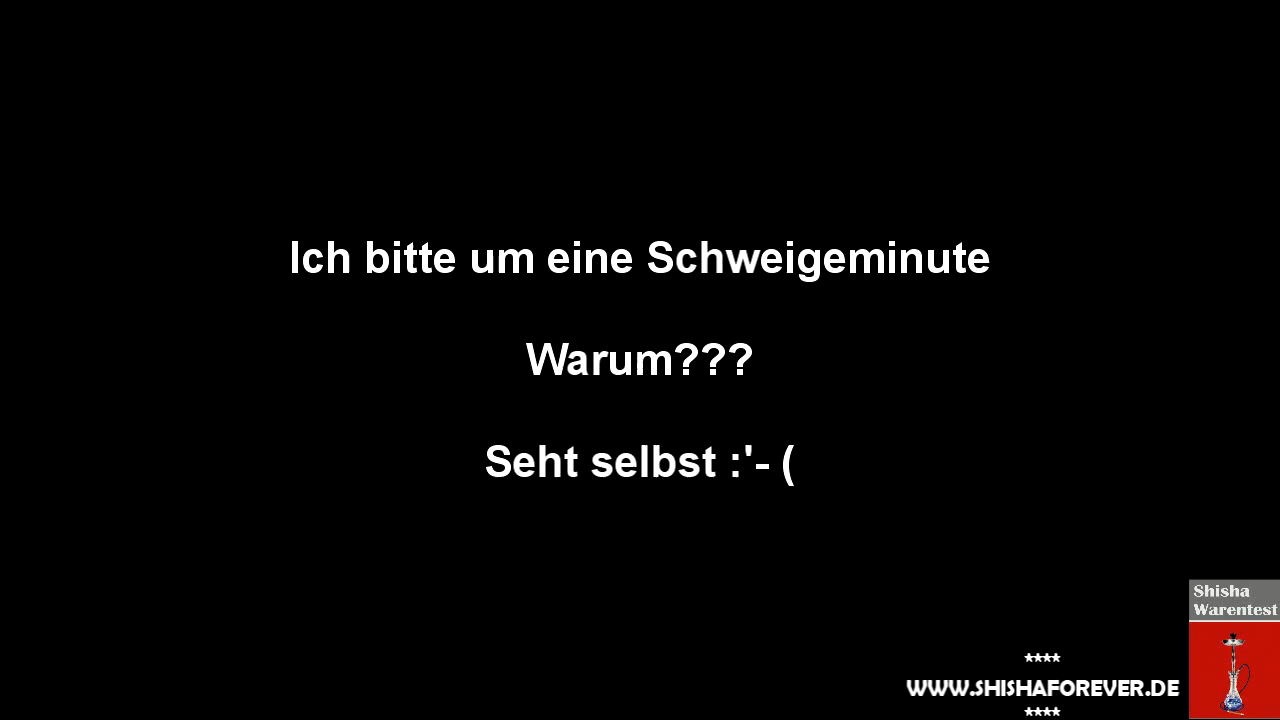 Ich bitte um eine Schweigeminute
Warum???
Seht selbst :'- (
Shisha
Warentest
****
WWW.SHISHAFOREVER.DE
****